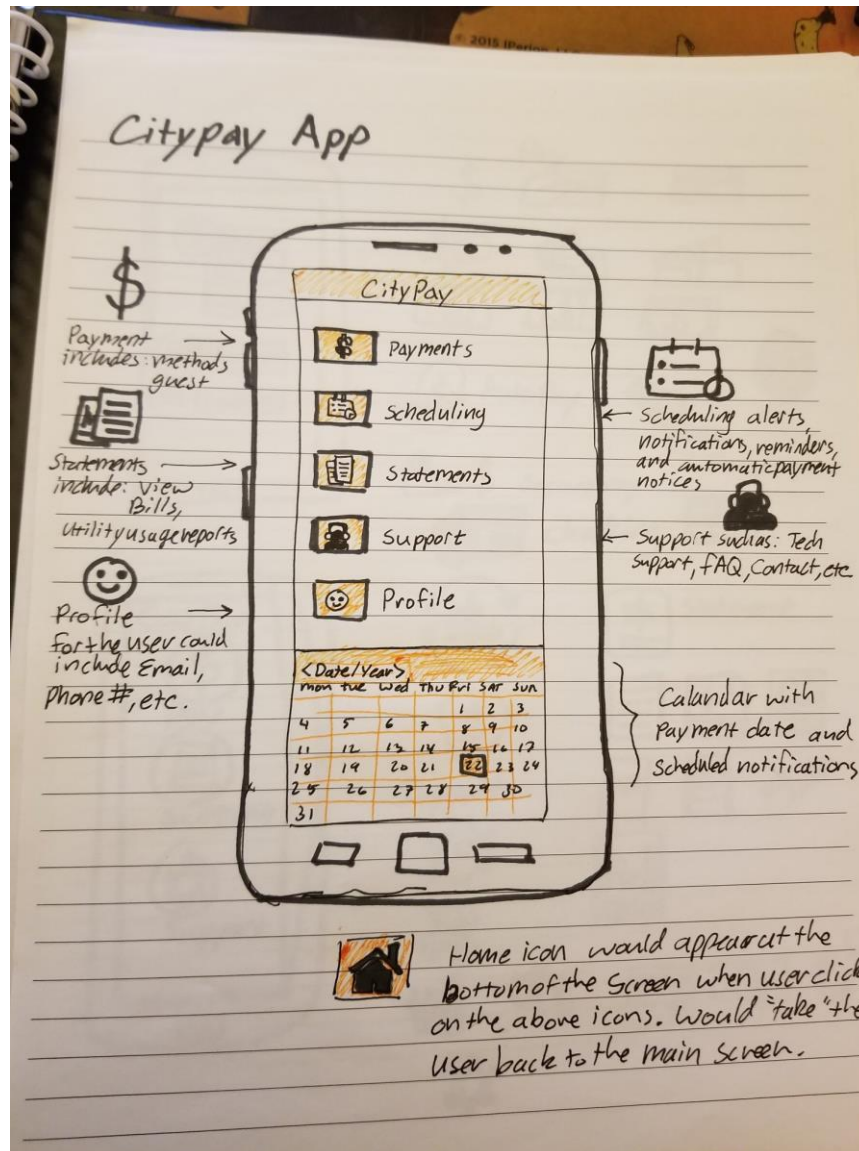 © 2015
Citypay App
$
Payment
includes: methods
guest
Statements
include: View
Bills,
utility usage reports
Profile
For the user could
include Email,
Phone #, etc.
CityPay
$ Payments
Scheduling
Statements
Support
Profile
<Date/Year>
mon tue wed Thu Fri SAT SUN
1 2 3
4 5 6 7 8 9 10
11 12 13 14 15 16 17
18 19 20 21 22 23 24
25 26 27 28 29 30
31
Scheduling alerts,
notifications, reminders,
and automatic payment
notices
Support such as: Tech
Support, FAQ, Contact, etc
Calandar with
Payment date and
Scheduled notifications
Home icon would appear at the
bottom of the Screen when user click
on the above icons. Would "take" the
user back to the main screen.